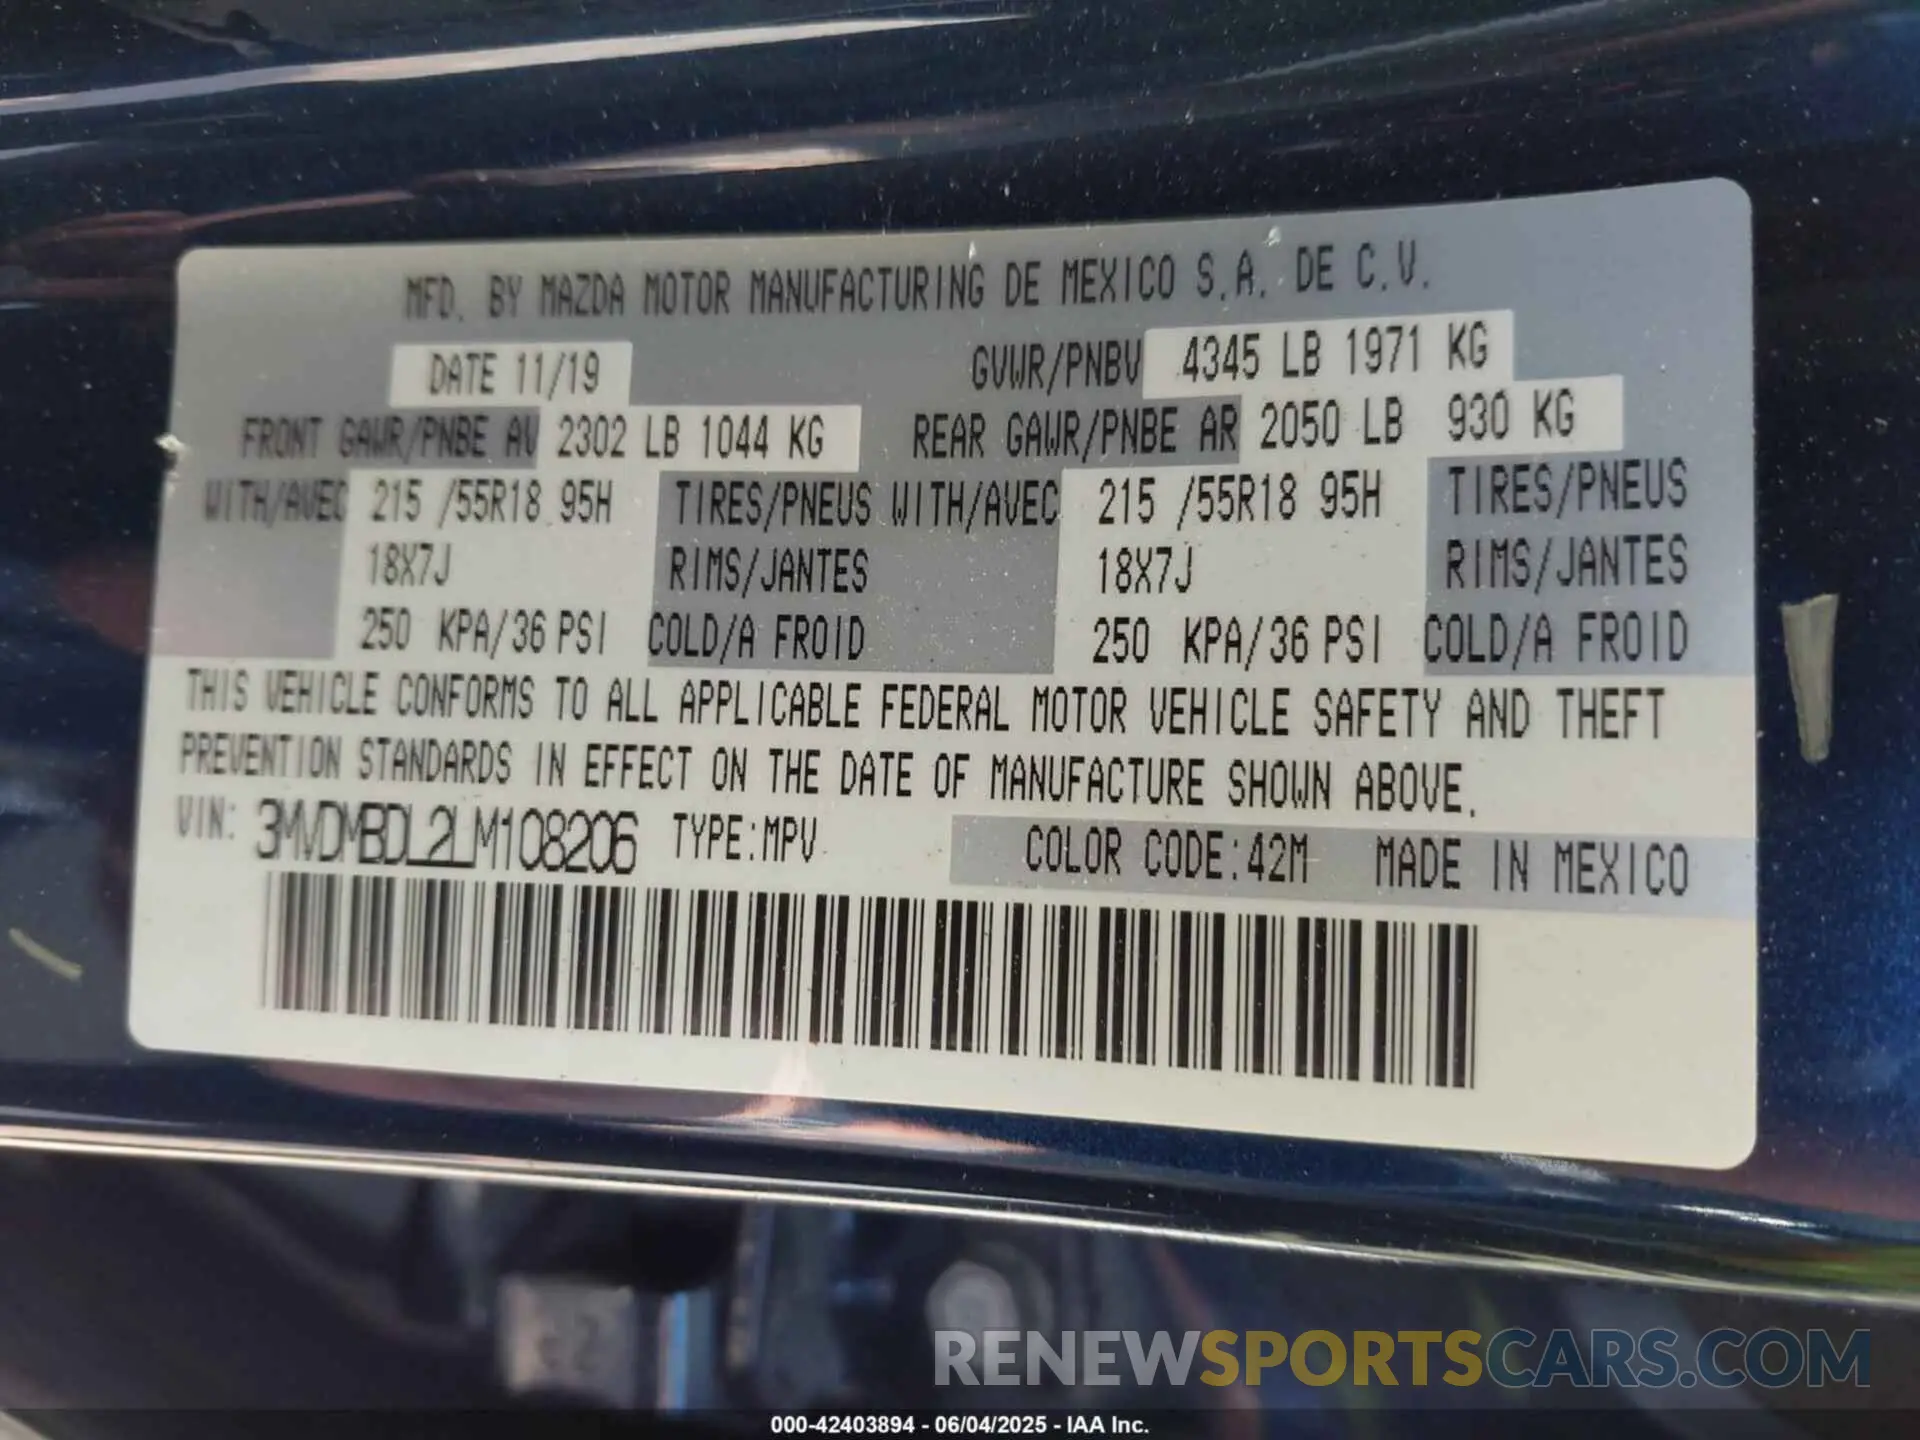 MFD. BY MAZDA MOTOR MANUFACTURING DE MEXICO S.A. DE C.V.
DATE 11/19 GVWR/PNBV 4345 LB 1971 KG
FRONT GAWR/PNBE AV 2302 LB 1044 KG REAR GAWR/PNBE AR 2050 LB 930 KG
WITH/AVEC 215 /55R18 95H TIRES/PNEUS WITH/AVEC 215 /55R18 95H TIRES/PNEUS
18X7J RIMS/JANTES 18X7J RIMS/JANTES
250 KPA/36 PSI COLD/A FROID 250 KPA/36 PSI COLD/A FROID
THIS VEHICLE CONFORMS TO ALL APPLICABLE FEDERAL MOTOR VEHICLE SAFETY AND THEFT
PREVENTION STANDARDS IN EFFECT ON THE DATE OF MANUFACTURE SHOWN ABOVE.
VIN: 3MVDMBDL2LM108206 TYPE:MPV COLOR CODE:42M MADE IN MEXICO
RENEWSPORTSCARS.COM
000-42403894 - 06/04/2025 - IAA Inc.